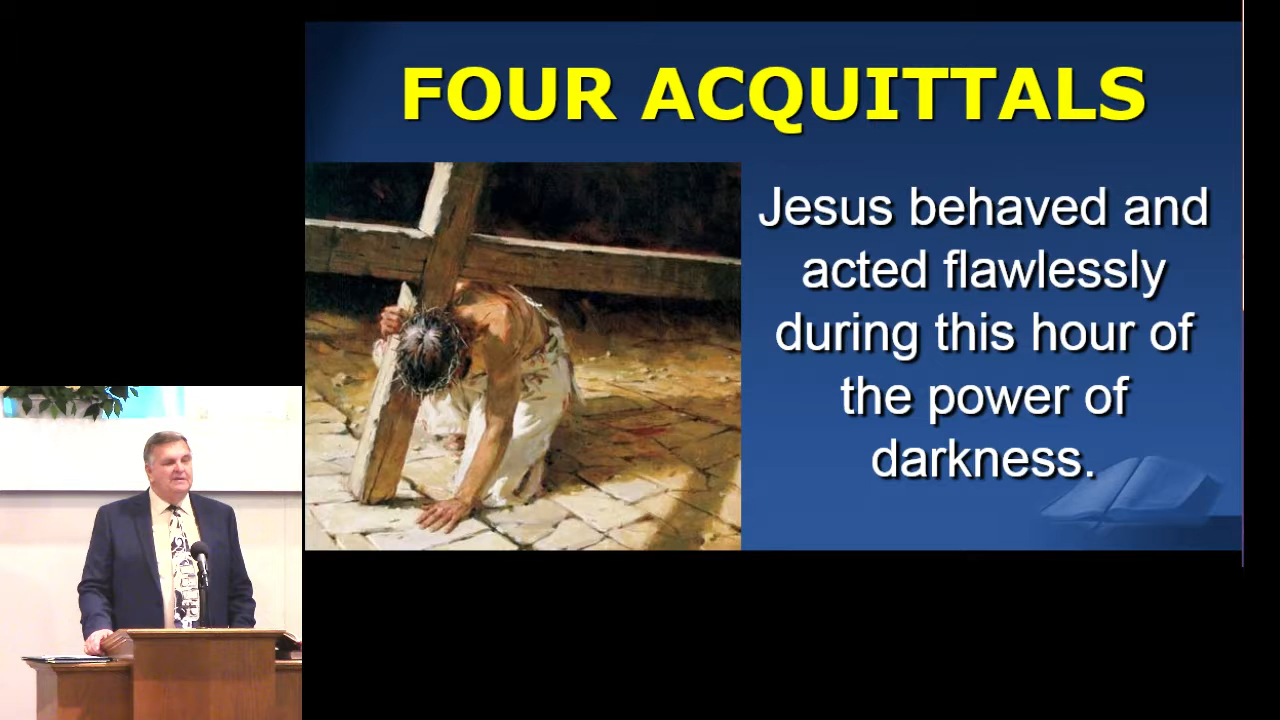 FOUR ACQUITTALS
Jesus behaved and
acted flawlessly
during this hour of
the power of
darkness.